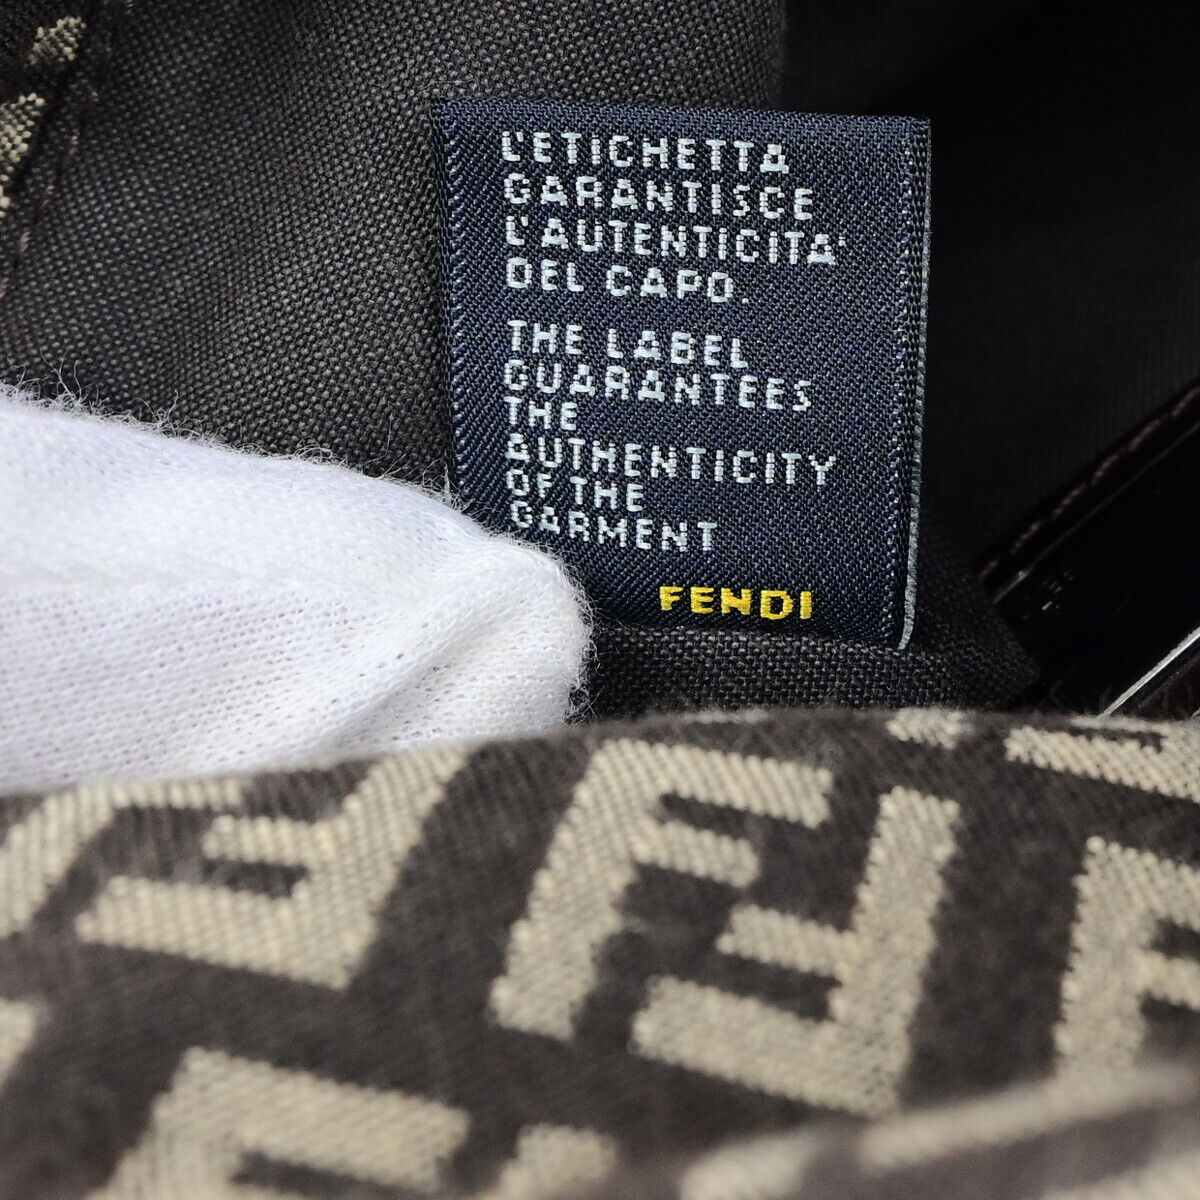 L'ETICHETTA
GARANTISCE
L'AUTENTICITA'
DEL CAPO.
THE LABEL
GUARANTEES
THE
AUTHENTICITY
OF THE
GARMENT
FENDI